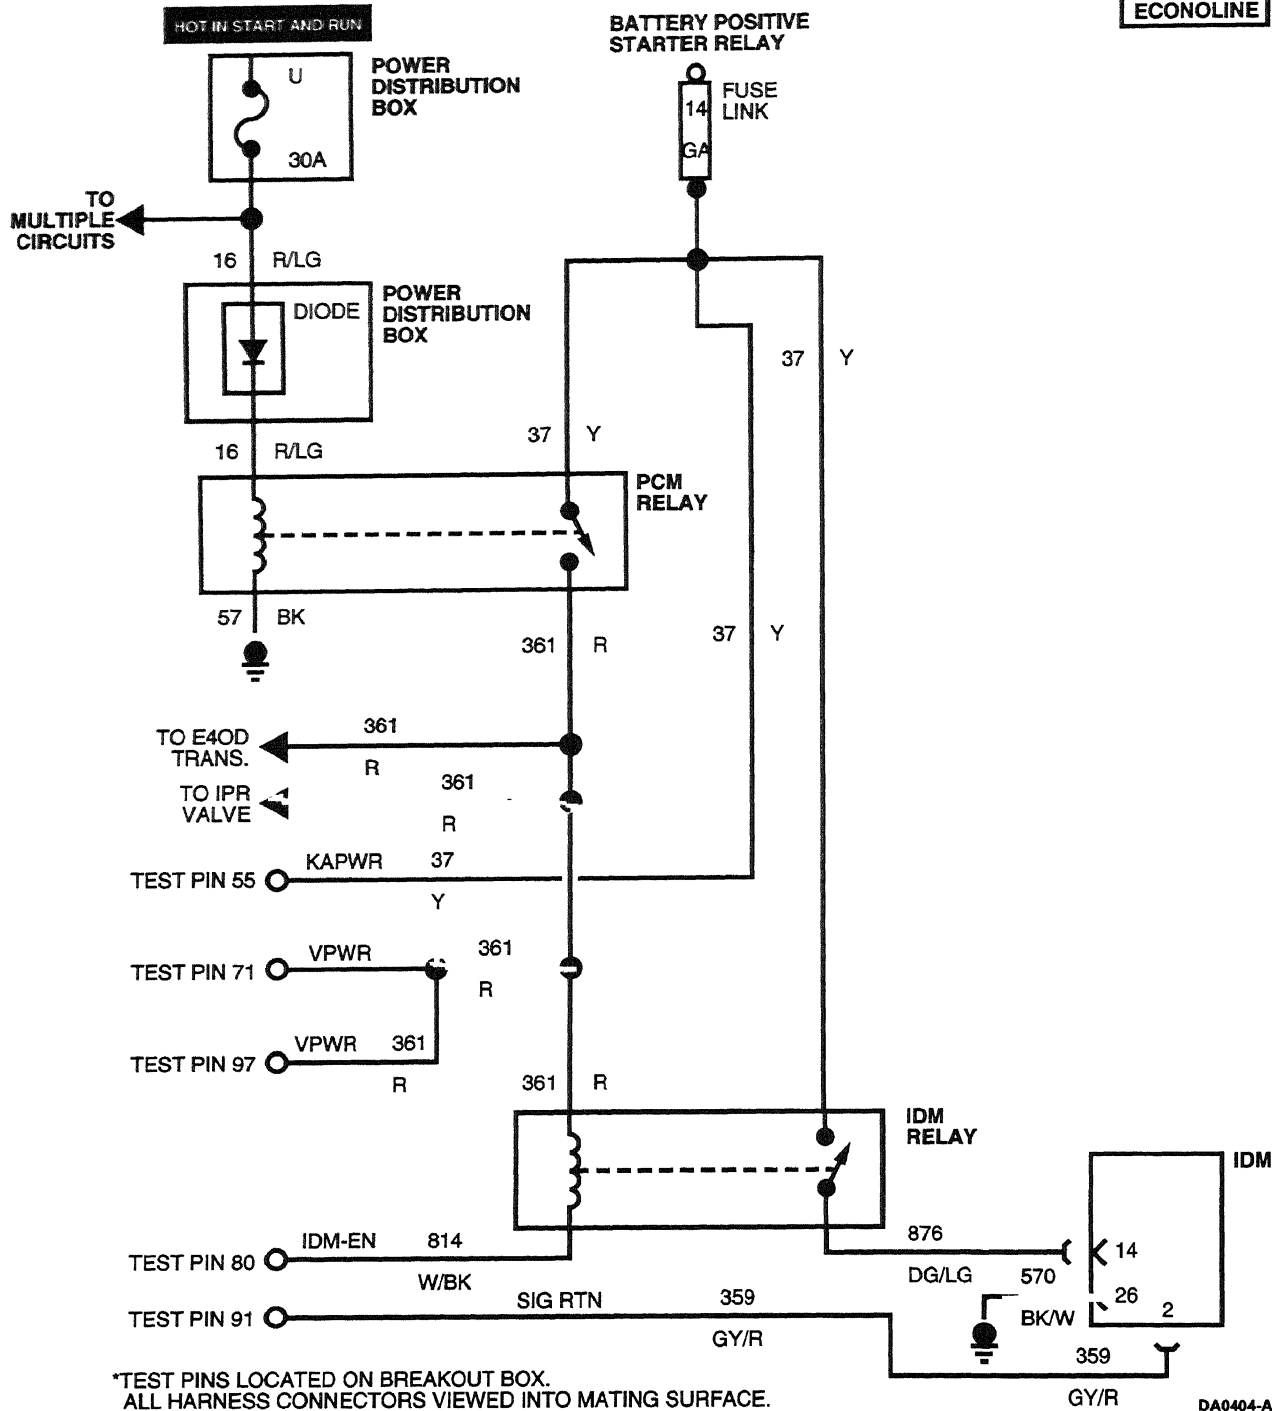 HOT IN START AND RUN
BATTERY POSITIVE
STARTER RELAY
ECONOLINE
U
30A
POWER
DISTRIBUTION
BOX
14
GA
FUSE
LINK
TO
MULTIPLE
CIRCUITS
16 R/LG
DIODE
POWER
DISTRIBUTION
BOX
37 Y
16 R/LG
37 Y
PCM
RELAY
57 BK
361 R
37 Y
TO E4OD
TRANS.
361
R
TO IPR
VALVE
361
R
TEST PIN 55
KAPWR 37
Y
TEST PIN 71
VPWR
361
R
TEST PIN 97
VPWR 361
R
361 R
IDM
RELAY
IDM
TEST PIN 80
IDM-EN 814
W/BK
876
DG/LG
14
570
BK/W
26
2
TEST PIN 91
SIG RTN 359
GY/R
359
GY/R
*TEST PINS LOCATED ON BREAKOUT BOX.
ALL HARNESS CONNECTORS VIEWED INTO MATING SURFACE.
DA0404-A